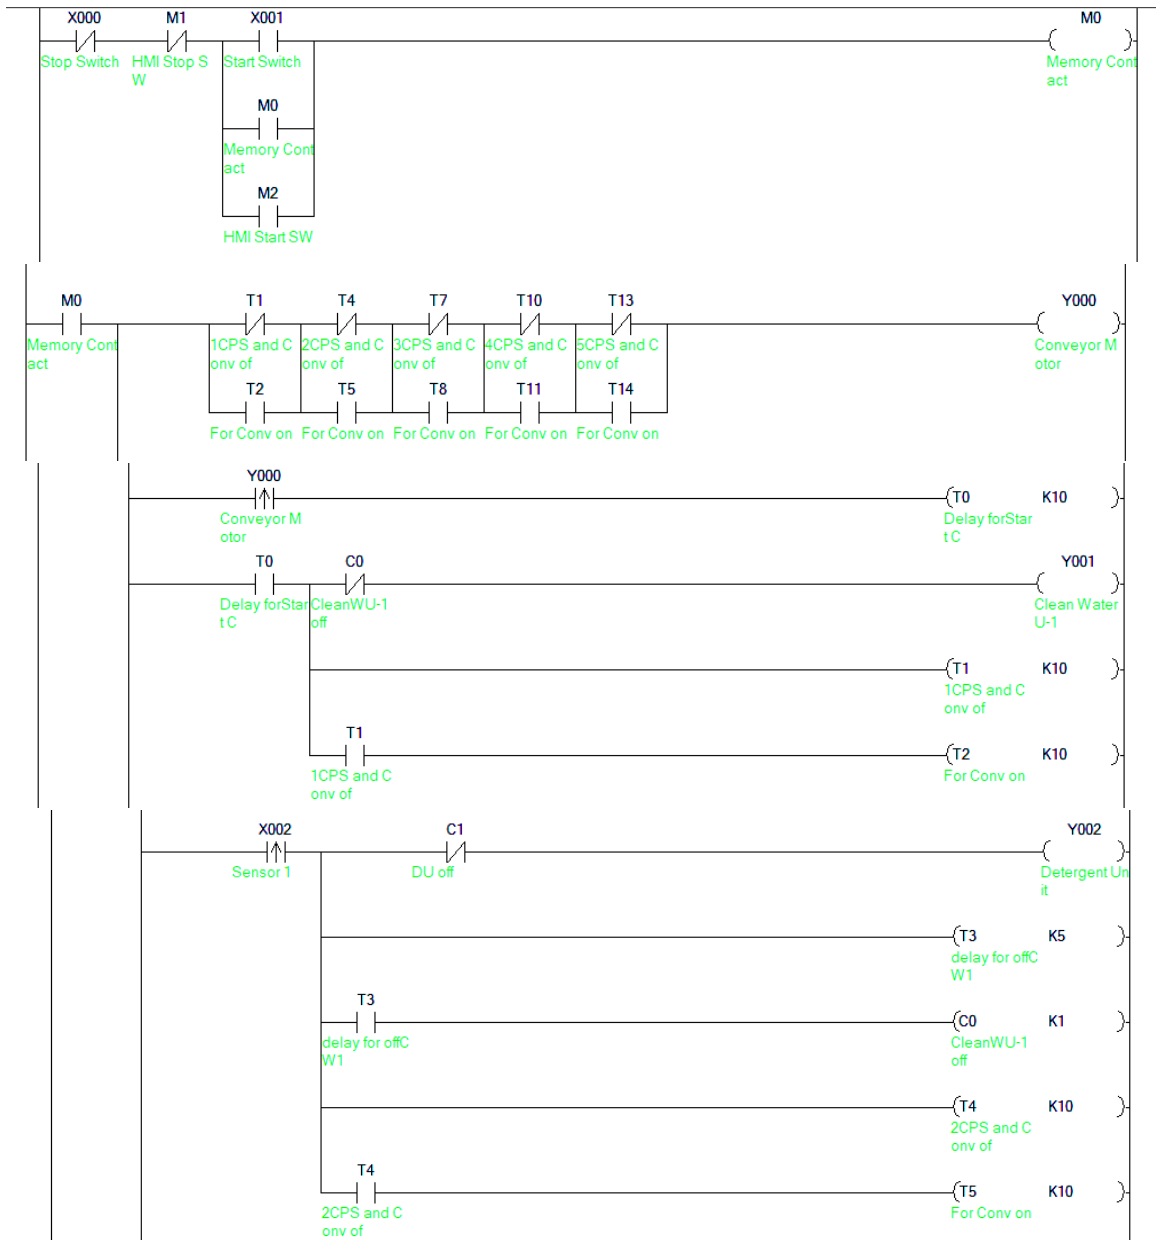 X000 M1 X001 M0
Stop Switch HMI Stop S Start Switch Memory Cont
W act
M0
Memory Cont
act
M2
HMI Start SW
M0 T1 T4 T7 T10 T13 Y000
Memory Cont 1CPS and C 2CPS and C 3CPS and C 4CPS and C 5CPS and C Conveyor M
act onv of onv of onv of onv of onv of otor
T2 T5 T8 T11 T14
For Conv on For Conv on For Conv on For Conv on For Conv on
Y000
T0 K10
Conveyor M Delay forStar
otor t C
T0 C0 Y001
Delay forStar CleanWU-1 Clean Water
t C off U-1
T1 K10
1CPS and C
onv of
T1
T2 K10
1CPS and C For Conv on
onv of
X002 C1 Y002
Sensor 1 DU off Detergent Un
it
T3 K5
delay for offC
W1
T3
C0 K1
delay for offC CleanWU-1
W1 off
T4 K10
2CPS and C
onv of
T4
T5 K10
2CPS and C For Conv on
onv of